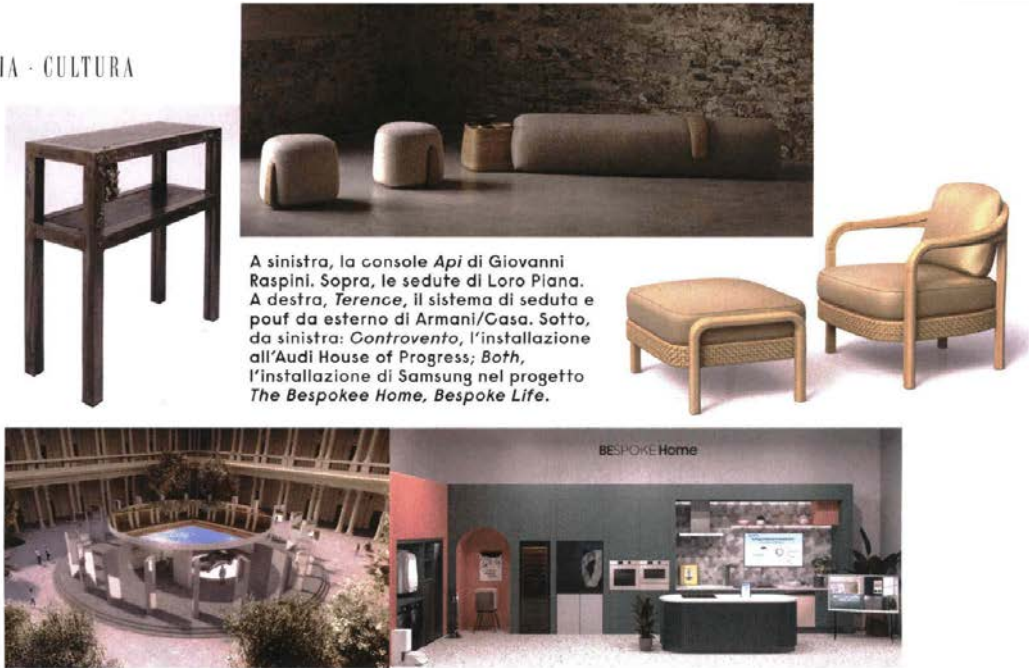 IA · CULTURA
A sinistra, la console Api di Giovanni
Raspini. Sopra, le sedute di Loro Piana.
A destra, Terence, il sistema di seduta e
pouf da esterno di Armani/Casa. Sotto,
da sinistra: Controvento, l'installazione
all'Audi House of Progress; Both,
l'installazione di Samsung nel progetto
The Bespokee Home, Bespoke Life.
BESPOKE Home